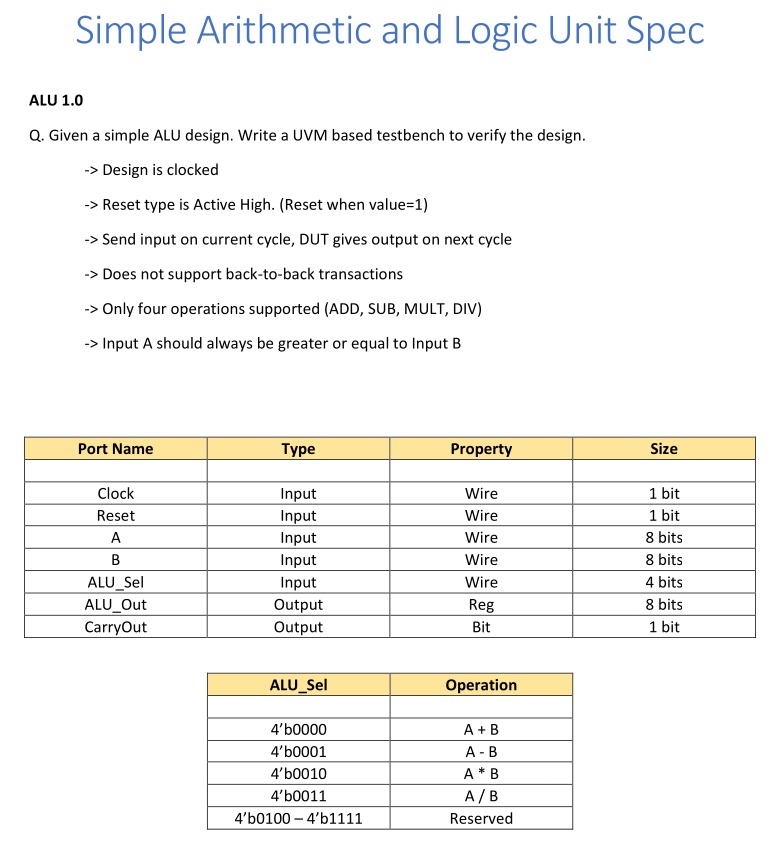 Simple Arithmetic and Logic Unit Spec
ALU 1.0
Q. Given a simple ALU design. Write a UVM based testbench to verify the design.
-> Design is clocked
-> Reset type is Active High. (Reset when value=1)
-> Send input on current cycle, DUT gives output on next cycle
-> Does not support back-to-back transactions
-> Only four operations supported (ADD, SUB, MULT, DIV)
-> Input A should always be greater or equal to Input B
Port Name Type Property Size
Clock Input Wire 1 bit
Reset Input Wire 1 bit
A Input Wire 8 bits
B Input Wire 8 bits
ALU_Sel Input Wire 4 bits
ALU_Out Output Reg 8 bits
CarryOut Output Bit 1 bit
ALU_Sel Operation
4’b0000 A + B
4’b0001 A - B
4’b0010 A * B
4’b0011 A / B
4’b0100 – 4’b1111 Reserved